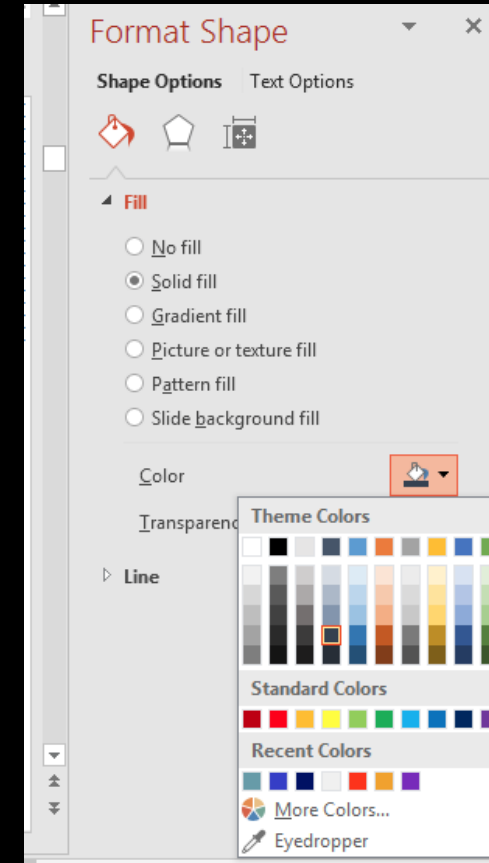 Format Shape
Shape Options Text Options
Fill
No fill
Solid fill
Gradient fill
Picture or texture fill
Pattern fill
Slide background fill
Color
Transparenc
Theme Colors
Line
Standard Colors
Recent Colors
More Colors...
Eyedropper